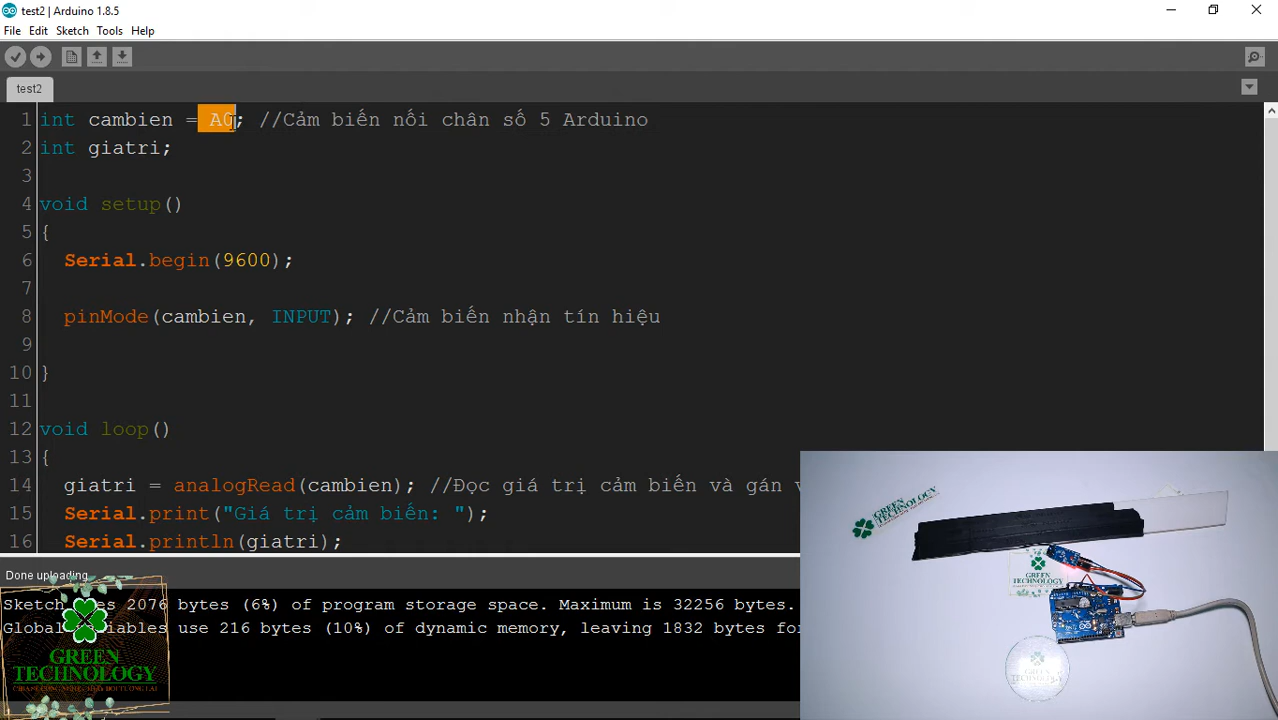 test2 | Arduino 1.8.5
File Edit Sketch Tools Help
test2
1 int cambien = A0; //Cảm biến nối chân số 5 Arduino
2 int giatri;
3
4 void setup()
5 {
6 Serial.begin(9600);
7
8 pinMode(cambien, INPUT); //Cảm biến nhận tín hiệu
9
10 }
11
12 void loop()
13 {
14 giatri = analogRead(cambien); //Đọc giá trị cảm biến và gán v
15 Serial.print("Giá trị cảm biến: ");
16 Serial.println(giatri);
Done uploading.
Sketch uses 2076 bytes (6%) of program storage space. Maximum is 32256 bytes.
Global variables use 216 bytes (10%) of dynamic memory, leaving 1832 bytes for
GREEN
TECHNOLOGY
GREEN
TECHNOLOGY
GREEN
TECHNOLOGY